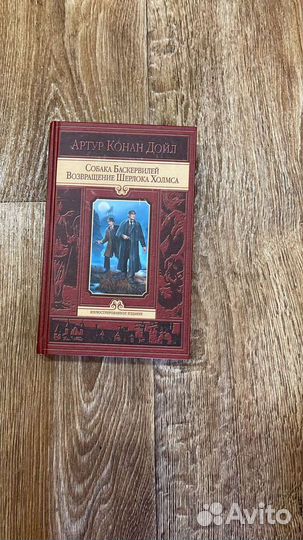 Артур Конан Дойл
Собака Баскервилей
Возвращение Шерлока Холмса
ИЛЛЮСТРИРОВАННОЕ ИЗДАНИЕ
Avito